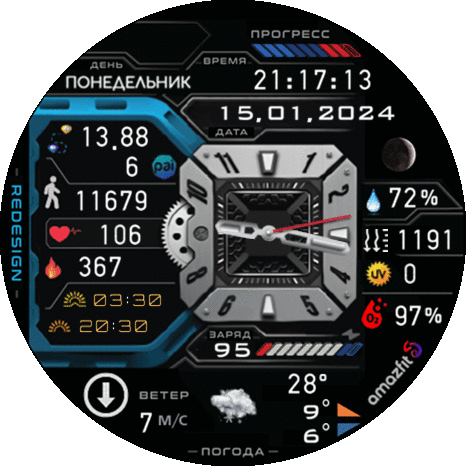 ПРОГРЕСС
ДЕНЬ
ВРЕМЯ
ПОНЕДЕЛЬНИК
21:17:13
15,01,2024
ДАТА
13.88
6
pai
11679
106
367
03:30
20:30
REDESIGN
11
1
10
2
8
4
7
6
5
72%
1191
UV
0
O₂
97%
ЗАРЯД
95
amazfit
ВЕТЕР
7 М/С
28°
9°
6°
ПОГОДА